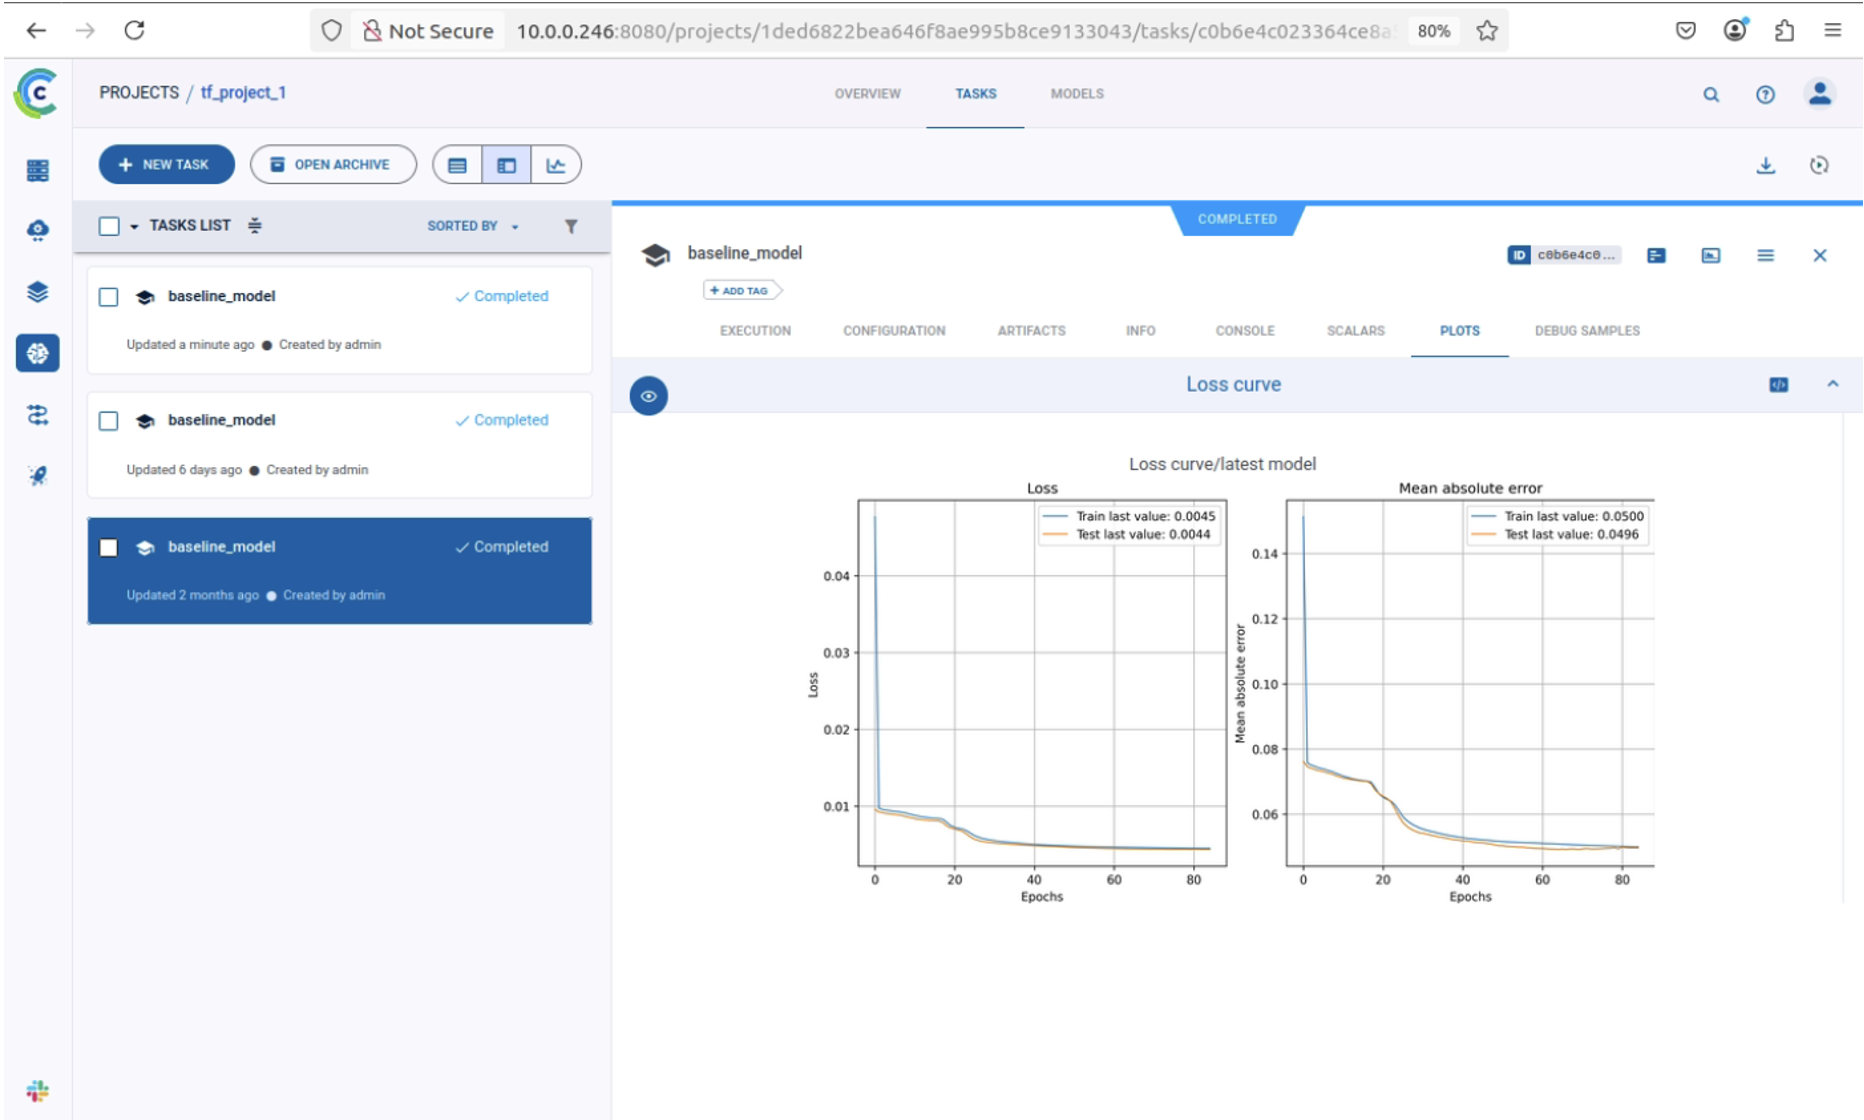 Not Secure 10.0.0.246:8080/projects/1ded6822bea646f8ae995b8ce9133043/tasks/c0b6e4c023364ce8a 80%
PROJECTS / tf_project_1
OVERVIEW TASKS MODELS
+ NEW TASK OPEN ARCHIVE
TASKS LIST SORTED BY
baseline_model Completed
Updated a minute ago ● Created by admin
baseline_model Completed
Updated 6 days ago ● Created by admin
baseline_model Completed
Updated 2 months ago ● Created by admin
COMPLETED
baseline_model ID c0b6e4c0...
+ ADD TAG
EXECUTION CONFIGURATION ARTIFACTS INFO CONSOLE SCALARS PLOTS DEBUG SAMPLES
Loss curve
Loss curve/latest model
Loss
Train last value: 0.0045
Test last value: 0.0044
0.04
0.03
0.02
0.01
Loss
0 20 40 60 80
Epochs
Mean absolute error
Train last value: 0.0500
Test last value: 0.0496
0.14
0.12
0.10
0.08
0.06
Mean absolute error
0 20 40 60 80
Epochs